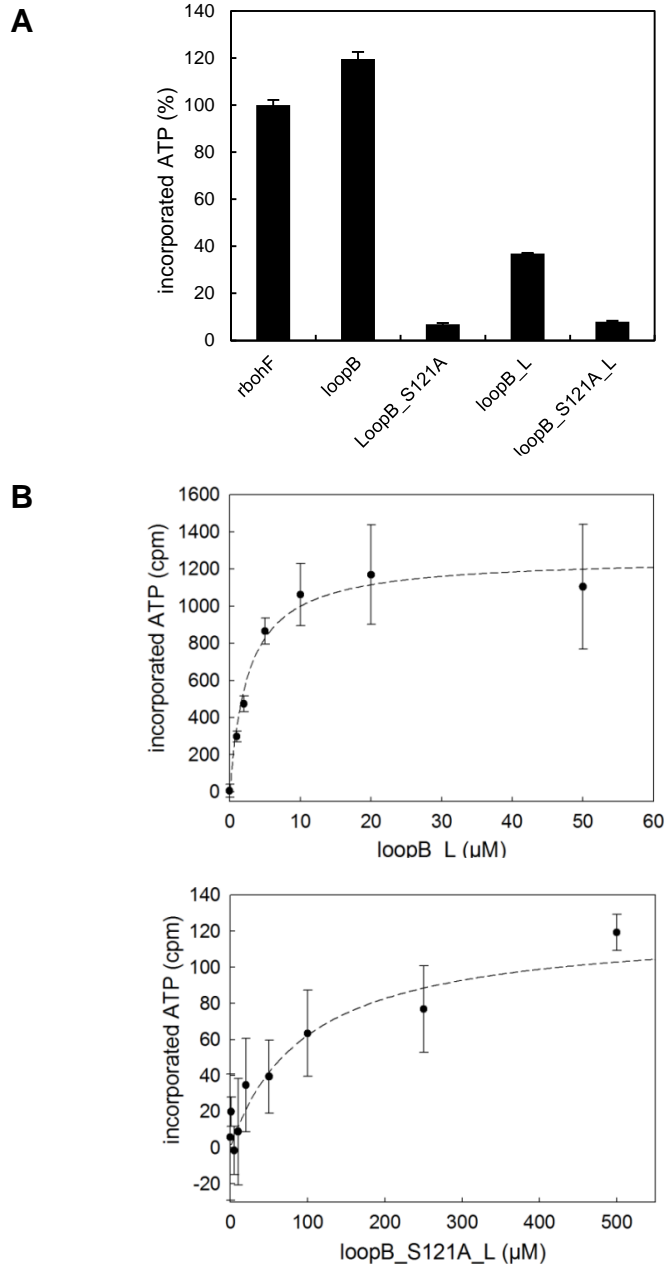 A
incorporated ATP (%)
140
120
100
80
60
40
20
0
rbohF
loopB
LoopB_S121A
loopB_L
loopB_S121A_L
B
incorporated ATP (cpm)
1600
1400
1200
1000
800
600
400
200
0
0 10 20 30 40 50 60
loopB_L (µM)
incorporated ATP (cpm)
140
120
100
80
60
40
20
0
-20
0 100 200 300 400 500
loopB_S121A_L (µM)